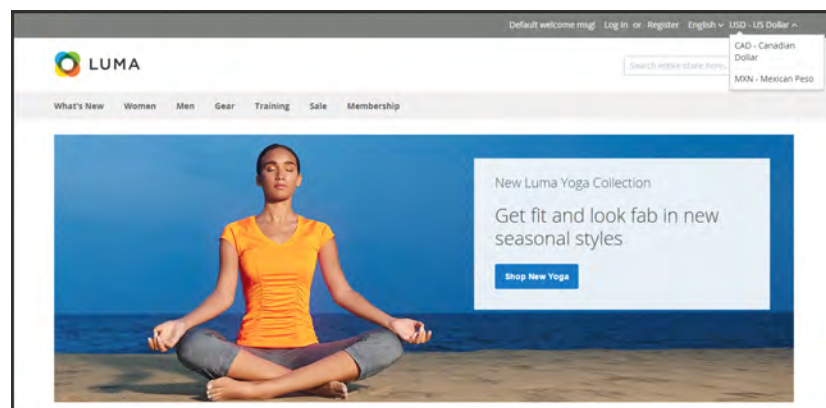 Default welcome msg! Log In or Register English USD - US Dollar
CAD - Canadian
Dollar
MXN - Mexican Peso
LUMA
Search entire store here...
What's New Women Men Gear Training Sale Membership
New Luma Yoga Collection
Get fit and look fab in new
seasonal styles
Shop New Yoga